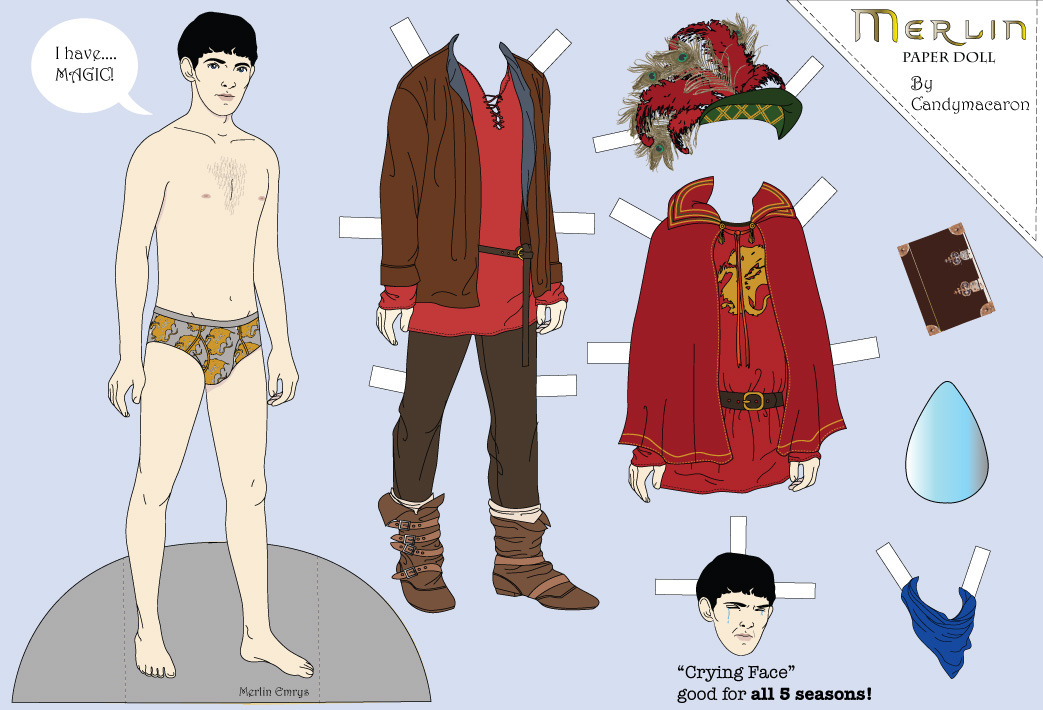 I have....
MAGIC!
MERLIN
PAPER DOLL
By
Candymacaron
Merlin Emrys
“Crying Face”
good for all 5 seasons!